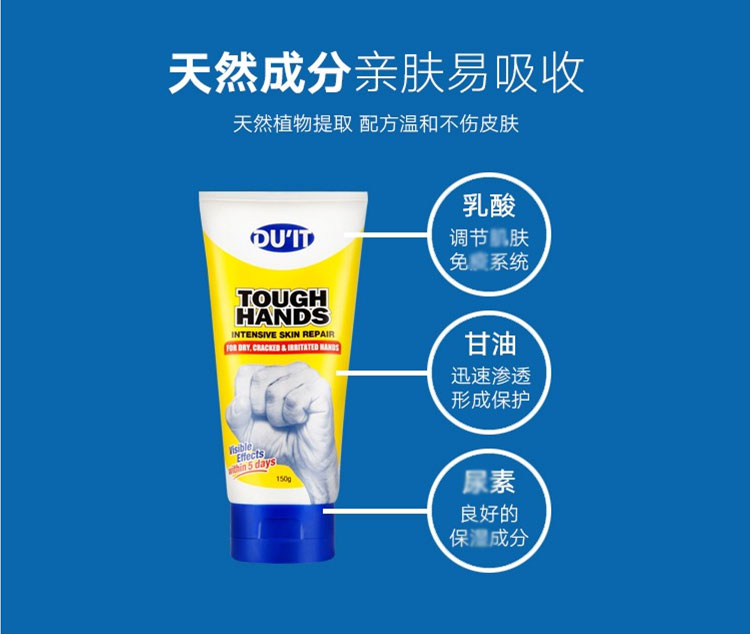 天然成分亲肤易吸收
天然植物提取 配方温和不伤皮肤
DU'IT
TOUGH
HANDS
INTENSIVE SKIN REPAIR
FOR DRY, CRACKED & IRRITATED HANDS
Visible
Effects
within 5 days
150g
乳酸
调节肤
免系统
甘油
迅速渗透
形成保护
素
良好的
保成分